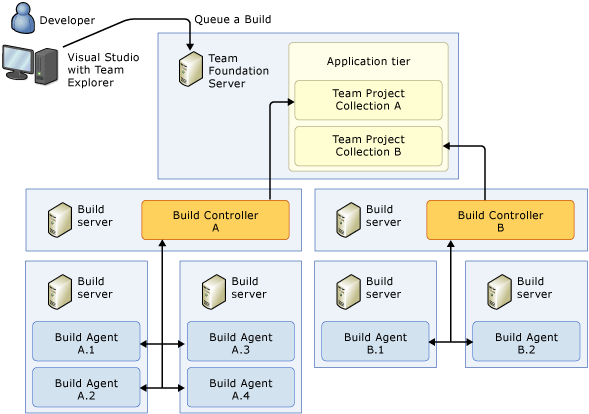 Developer
Queue a Build
Visual Studio
with Team
Explorer
Team
Foundation
Server
Application tier
Team Project
Collection A
Team Project
Collection B
Build
server
Build Controller
A
Build
server
Build Controller
B
Build
server
Build Agent
A.1
Build Agent
A.2
Build
server
Build Agent
A.3
Build Agent
A.4
Build
server
Build Agent
B.1
Build
server
Build Agent
B.2